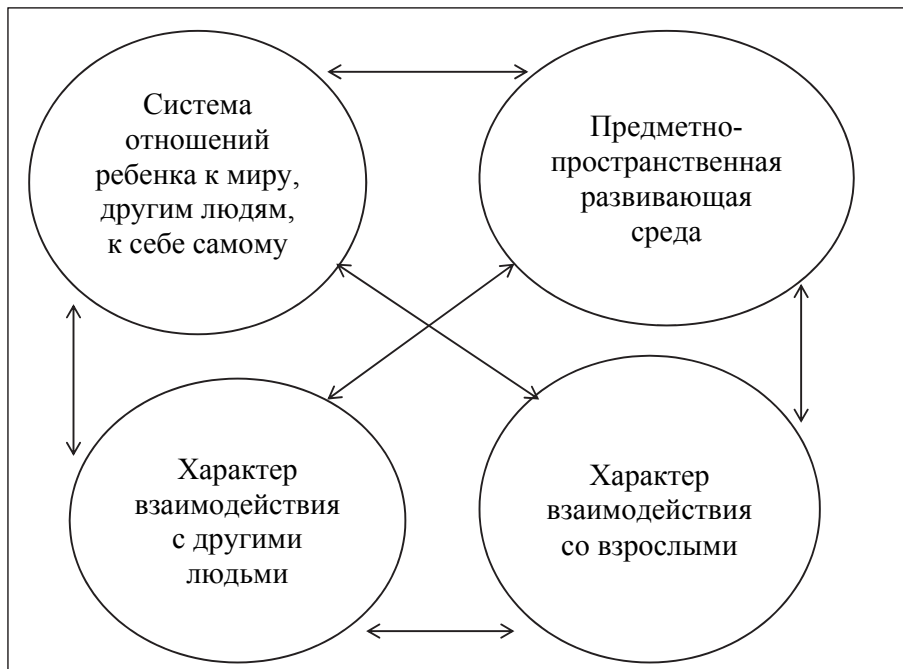 Система
отношений
ребенка к миру,
другим людям,
к себе самому
Предметно-
пространственная
развивающая
среда
Характер
взаимодействия
с другими
людьми
Характер
взаимодействия
со взрослыми